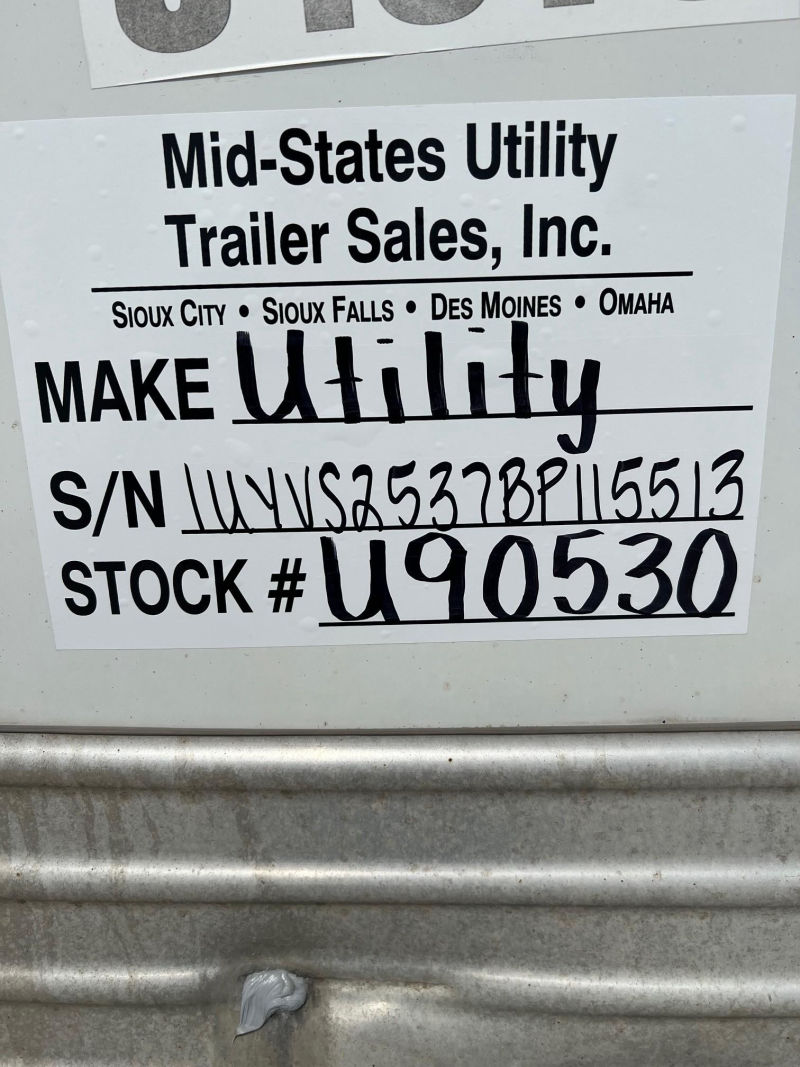 Mid-States Utility
Trailer Sales, Inc.
SIOUX CITY • SIOUX FALLS • DES MOINES • OMAHA
MAKE Utility
S/N 1UYVS2537BP115513
STOCK # U90530